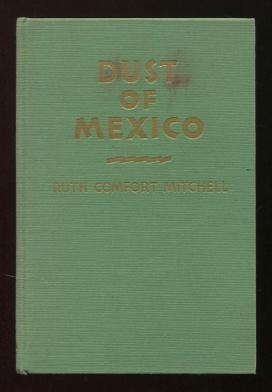 DUST
OF
MEXICO
RUTH COMFORT MITCHELL